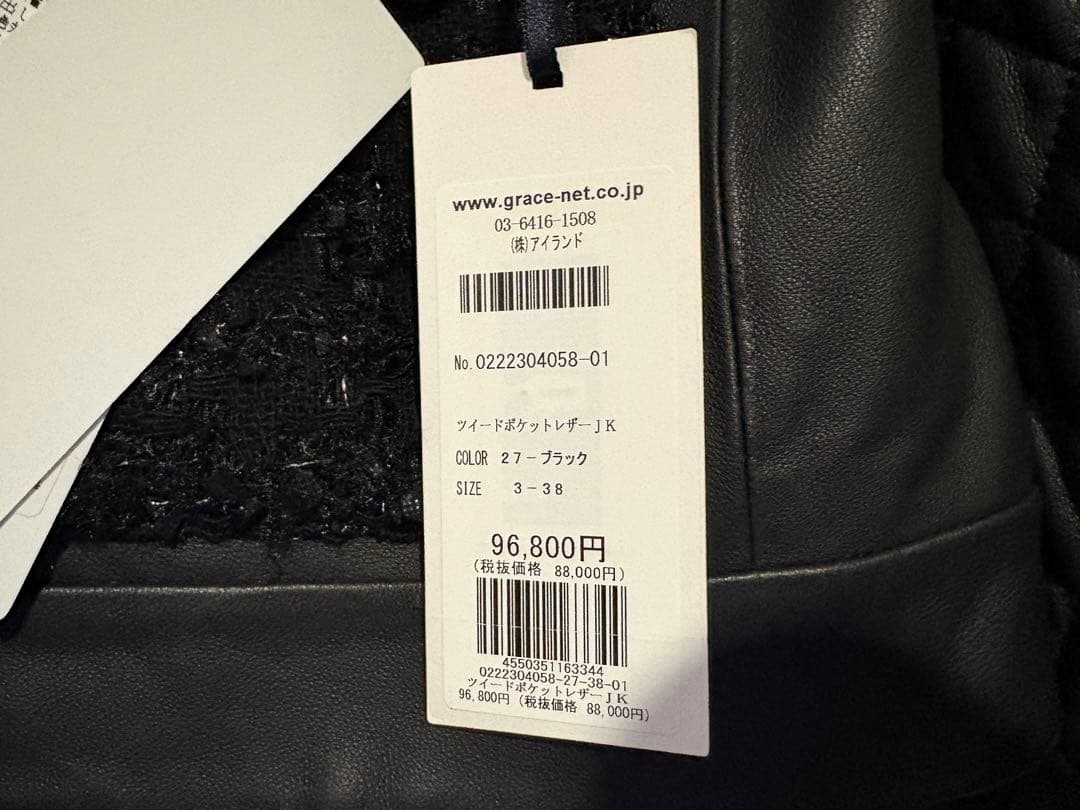 www.grace-net.co.jp
03-6416-1508
(株)アイランド
No.0222304058-01
ツイードポケットレザーJK
COLOR 27-ブラック
SIZE 3-38
96,800円
(税抜価格 88,000円)
4550351163344
0222304058-27-38-01
ツイードポケットレザーJK
96,800円 (税抜価格 88,000円)